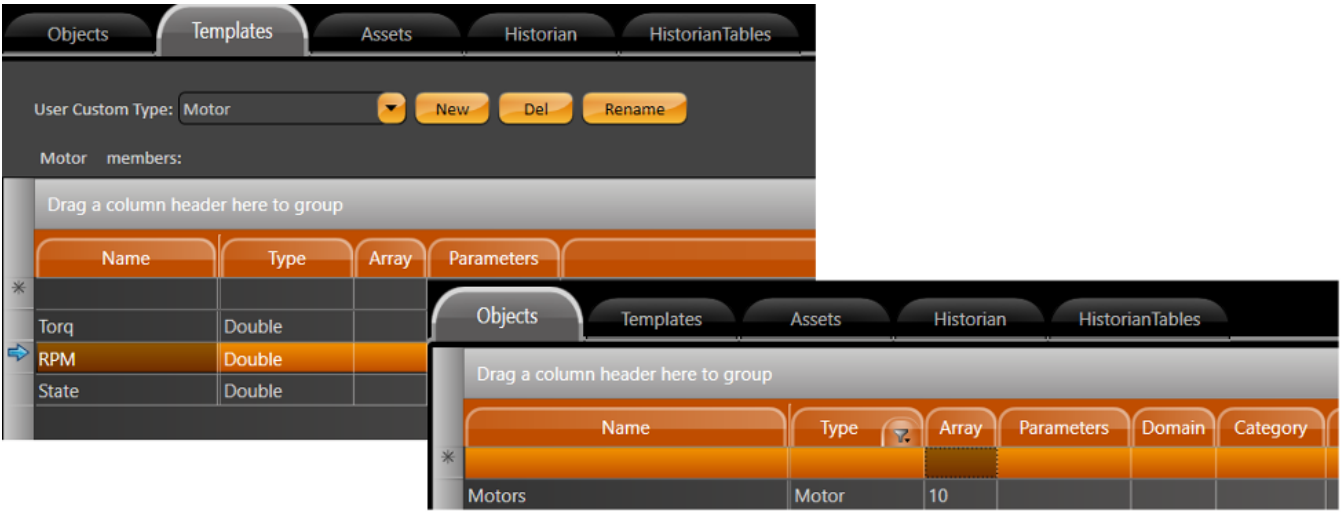 Objects Templates Assets Historian HistorianTables
User Custom Type: Motor New Del Rename
Motor members:
Drag a column header here to group
Name Type Array Parameters
Torq Double
RPM Double
State Double
Objects Templates Assets Historian HistorianTables
Drag a column header here to group
Name Type Array Parameters Domain Category
Motors Motor 10